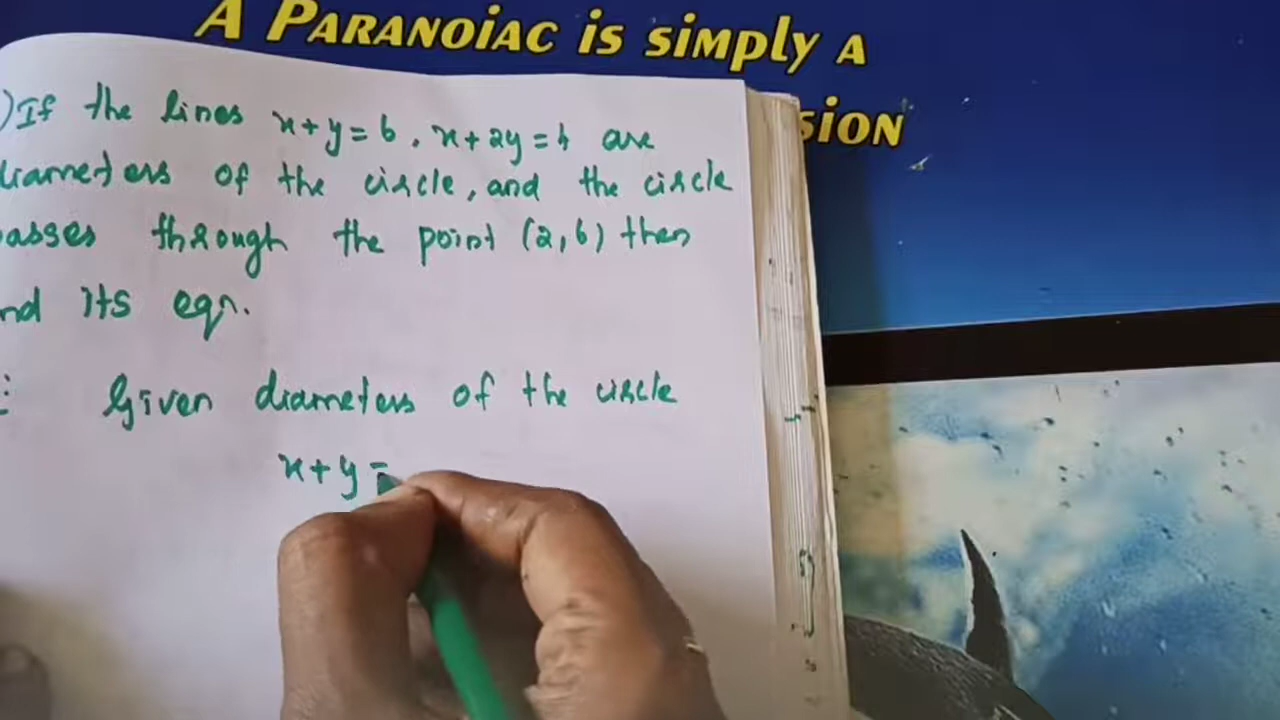 A PARANOiAC iS SiMPLY A
SiON
) If the lines x+y=6, x+2y=4 are
diameters of the circle, and the circle
passes through the point (2,6) then
nd its eqn.
: Given diameters of the circle
x+y=